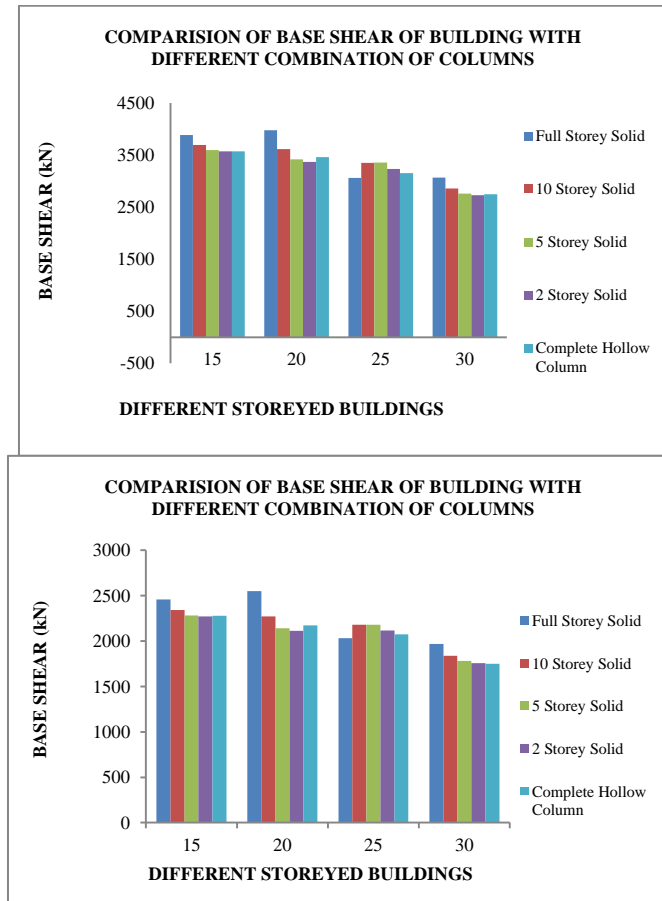 COMPARISION OF BASE SHEAR OF BUILDING WITH
DIFFERENT COMBINATION OF COLUMNS
BASE SHEAR (kN)
4500
3500
2500
1500
500
-500
15 20 25 30
DIFFERENT STOREYED BUILDINGS
Full Storey Solid
10 Storey Solid
5 Storey Solid
2 Storey Solid
Complete Hollow
Column
COMPARISION OF BASE SHEAR OF BUILDING WITH
DIFFERENT COMBINATION OF COLUMNS
BASE SHEAR (kN)
3000
2500
2000
1500
1000
500
0
15 20 25 30
DIFFERENT STOREYED BUILDINGS
Full Storey Solid
10 Storey Solid
5 Storey Solid
2 Storey Solid
Complete Hollow
Column